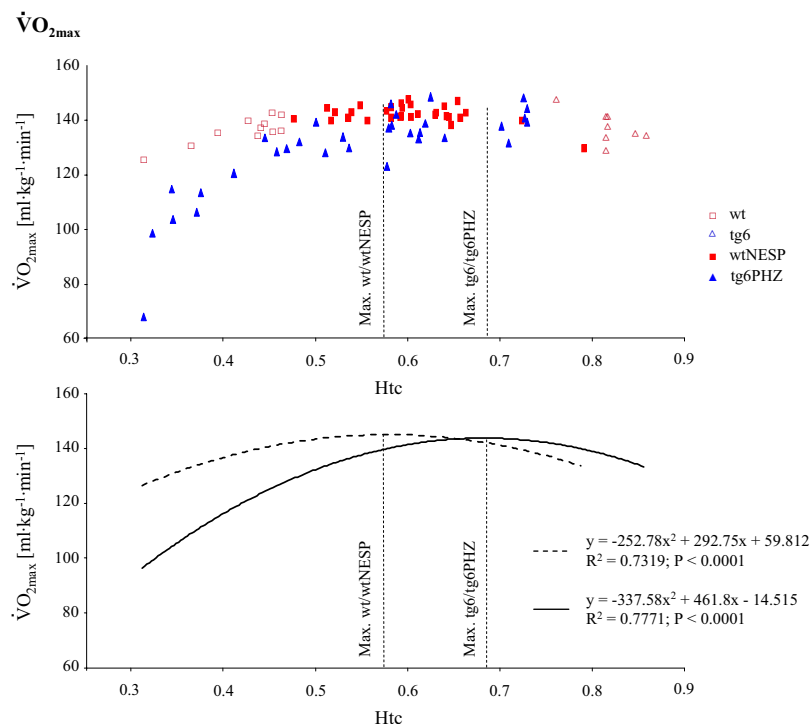 V̇O₂max
160
140
120
100
80
60
V̇O₂max [ml·kg⁻¹·min⁻¹]
Max. wt/wtNESP
Max. tg6/tg6PHZ
wt
tg6
wtNESP
tg6PHZ
0.3 0.4 0.5 0.6 0.7 0.8 0.9
Htc
160
140
120
100
80
60
V̇O₂max [ml·kg⁻¹·min⁻¹]
Max. wt/wtNESP
Max. tg6/tg6PHZ
y = -252.78x² + 292.75x + 59.812
R² = 0.7319; P < 0.0001
y = -337.58x² + 461.8x - 14.515
R² = 0.7771; P < 0.0001
0.3 0.4 0.5 0.6 0.7 0.8 0.9
Htc